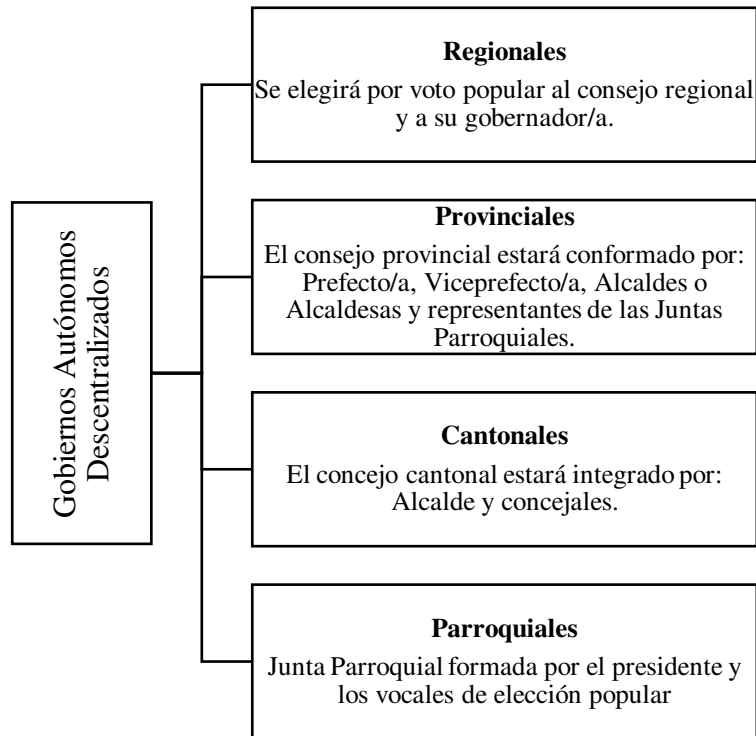 Gobiernos Autónomos
Descentralizados
Regionales
Se elegirá por voto popular al consejo regional
y a su gobernador/a.
Provinciales
El consejo provincial estará conformado por:
Prefecto/a, Viceprefecto/a, Alcaldes o
Alcaldesas y representantes de las Juntas
Parroquiales.
Cantonales
El concejo cantonal estará integrado por:
Alcalde y concejales.
Parroquiales
Junta Parroquial formada por el presidente y
los vocales de elección popular